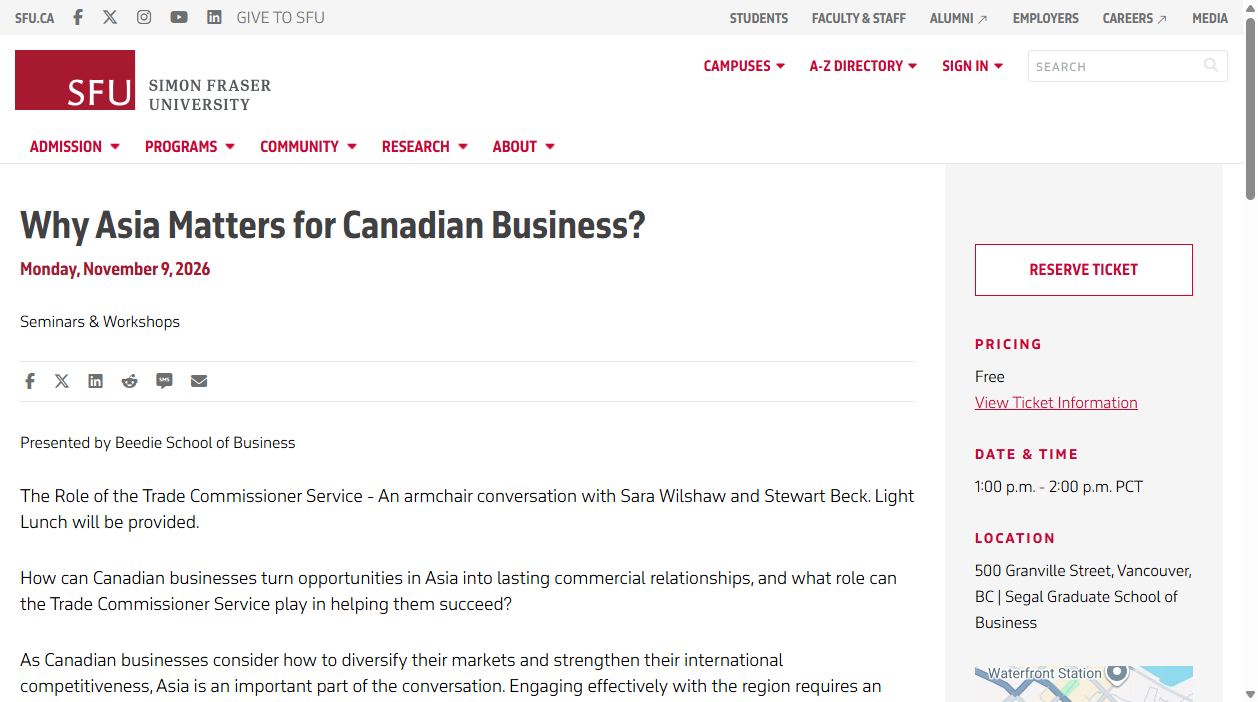 SFU.CA GIVE TO SFU STUDENTS FACULTY & STAFF ALUMNI ↗ EMPLOYERS CAREERS ↗ MEDIA
SFU SIMON FRASER
UNIVERSITY
CAMPUSES A-Z DIRECTORY SIGN IN SEARCH
ADMISSION PROGRAMS COMMUNITY RESEARCH ABOUT
Why Asia Matters for Canadian Business?
Monday, November 9, 2026
Seminars & Workshops
SMS
Presented by Beedie School of Business
The Role of the Trade Commissioner Service - An armchair conversation with Sara Wilshaw and Stewart Beck. Light
Lunch will be provided.
How can Canadian businesses turn opportunities in Asia into lasting commercial relationships, and what role can
the Trade Commissioner Service play in helping them succeed?
As Canadian businesses consider how to diversify their markets and strengthen their international
competitiveness, Asia is an important part of the conversation. Engaging effectively with the region requires an
RESERVE TICKET
PRICING
Free
View Ticket Information
DATE & TIME
1:00 p.m. - 2:00 p.m. PCT
LOCATION
500 Granville Street, Vancouver,
BC | Segal Graduate School of
Business
Waterfront Station